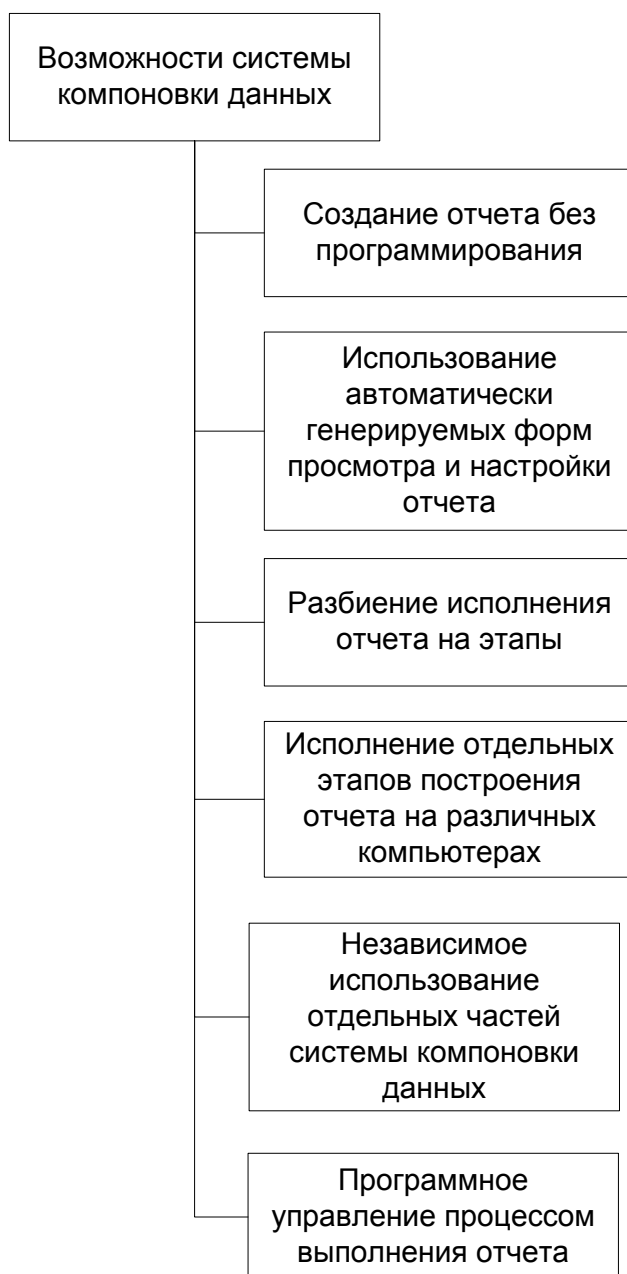 Возможности системы
компоновки данных
Создание отчета без
программирования
Использование
автоматически
генерируемых форм
просмотра и настройки
отчета
Разбиение исполнения
отчета на этапы
Исполнение отдельных
этапов построения
отчета на различных
компьютерах
Независимое
использование
отдельных частей
системы компоновки
данных
Программное
управление процессом
выполнения отчета